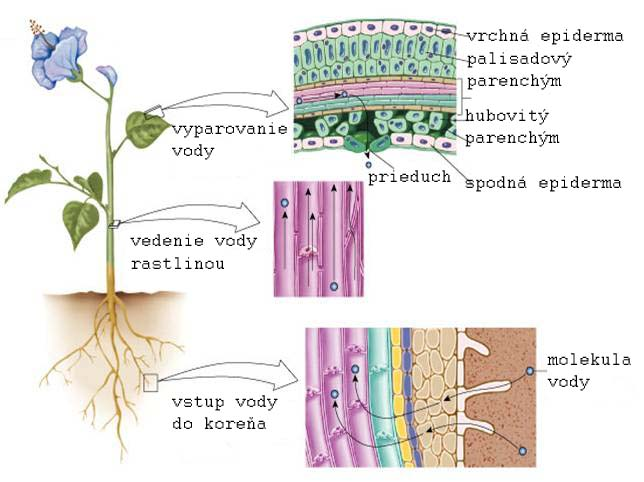 vrchná epiderma
palisadový
parenchým
hubovitý
parenchým
spodná epiderma
prieduch
vyparovanie
vody
vedenie vody
rastlinou
vstup vody
do koreňa
molekula
vody